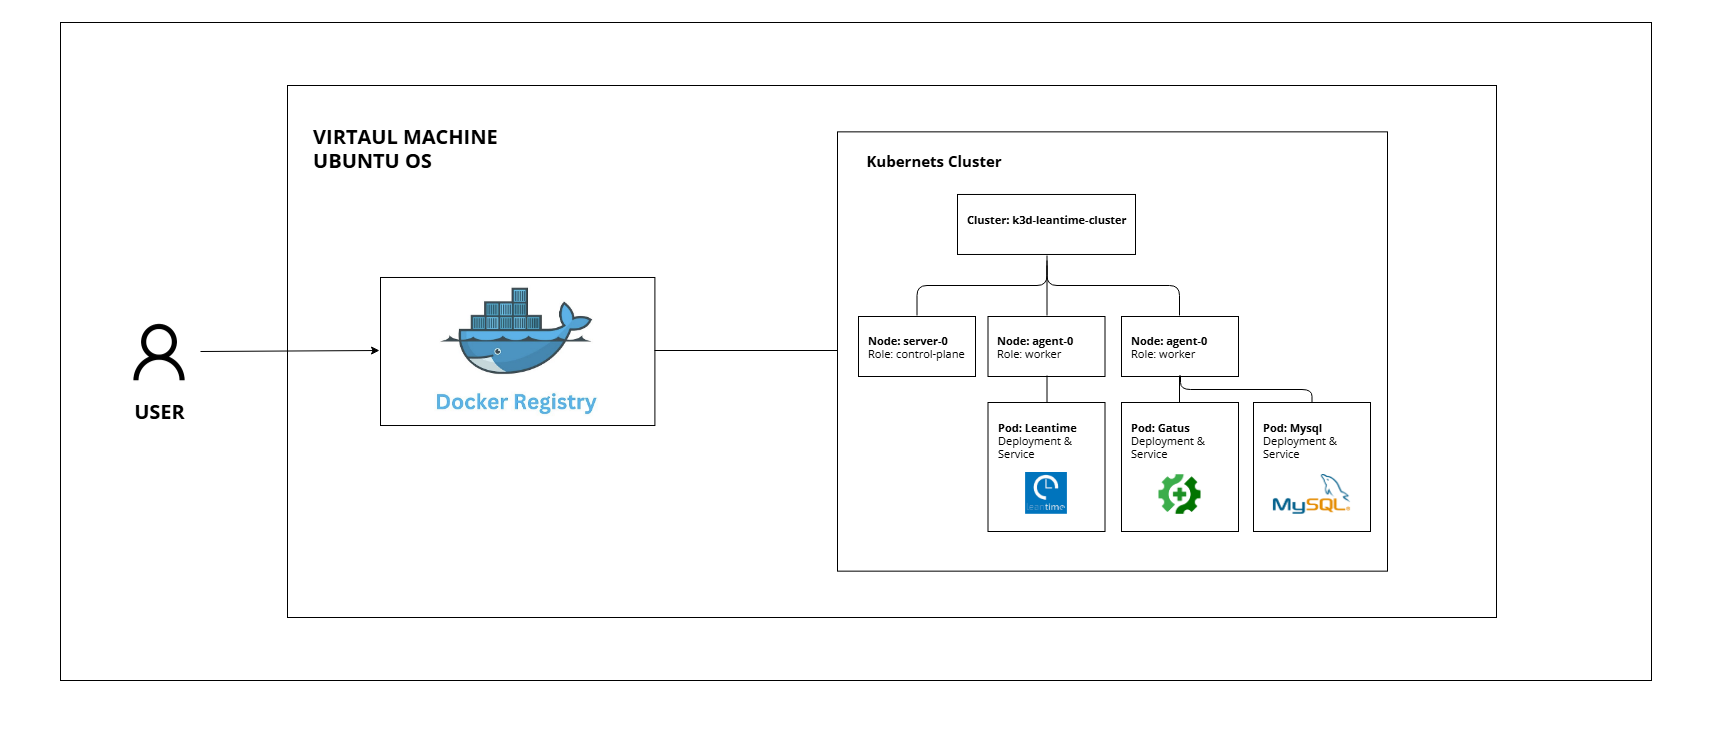 VIRTAUL MACHINE
UBUNTU OS
Kubernets Cluster
Cluster: k3d-leantime-cluster
Node: server-0
Role: control-plane
Node: agent-0
Role: worker
Node: agent-0
Role: worker
USER
Docker Registry
Pod: Leantime
Deployment &
Service
leantime
Pod: Gatus
Deployment &
Service
Pod: Mysql
Deployment &
Service
MySQL®